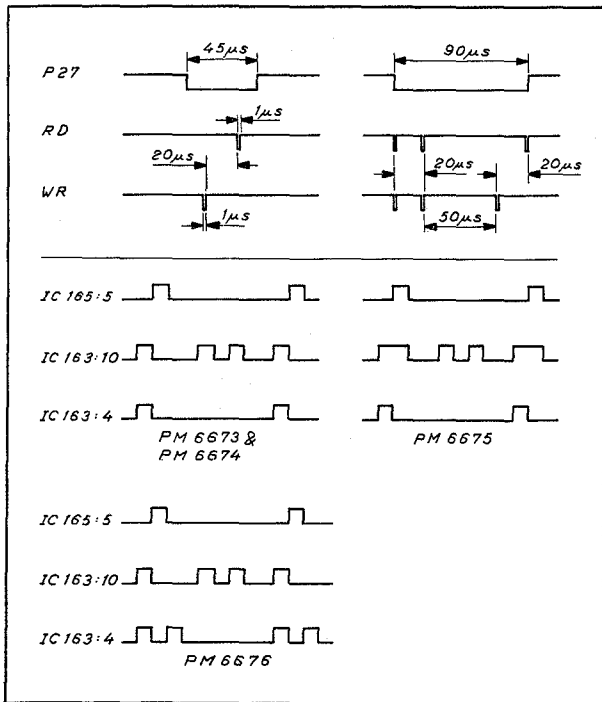 45µs
90µs
P27
1µs
RD
20µs
20µs
20µs
WR
1µs
50µs
IC 165:5
IC 163:10
IC 163:4
PM 6673 &
PM 6674
PM 6675
IC 165:5
IC 163:10
IC 163:4
PM 6676